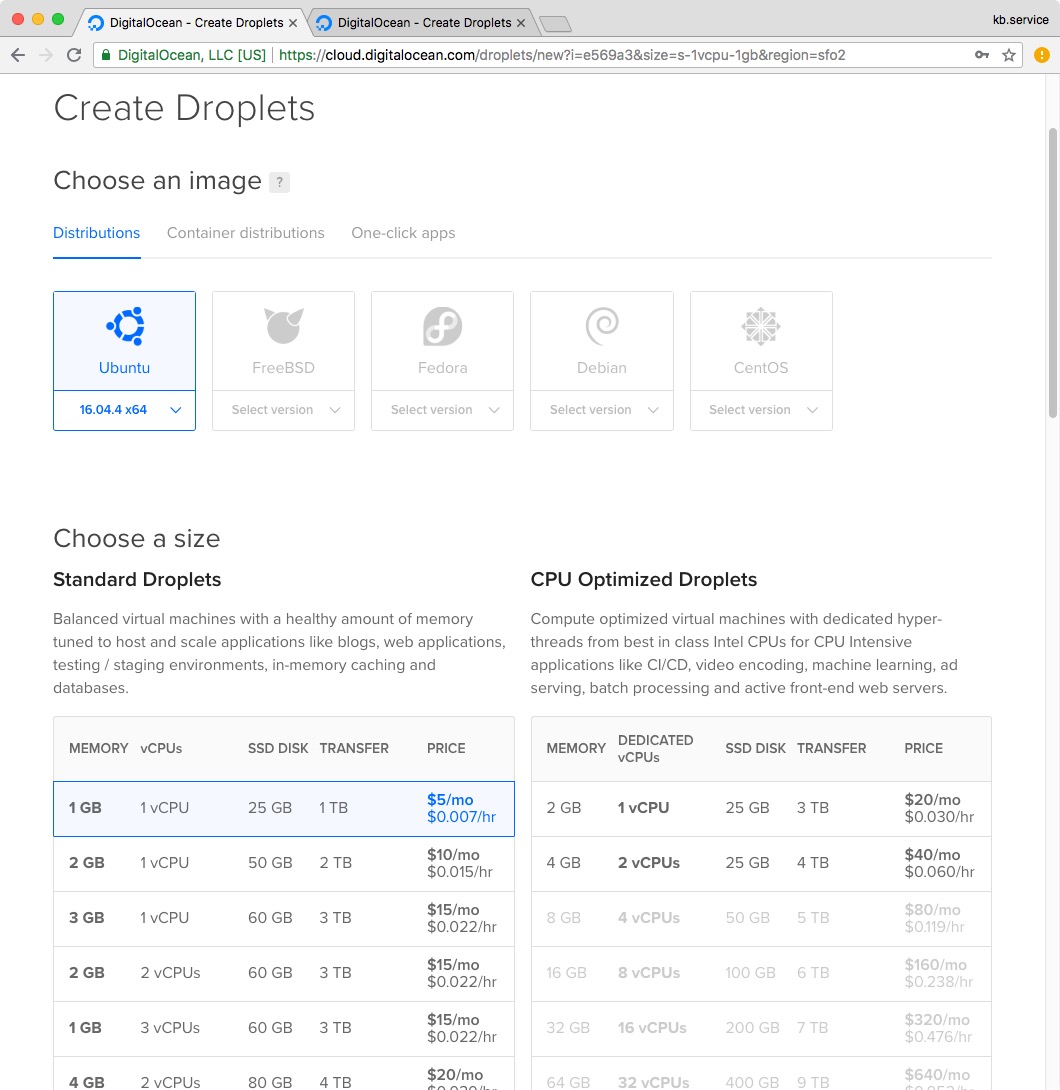 DigitalOcean - Create Droplets
DigitalOcean - Create Droplets
kb.service
DigitalOcean, LLC [US] https://cloud.digitalocean.com/droplets/new?i=e569a3&size=s-1vcpu-1gb&region=sfo2
Create Droplets
Choose an image ?
Distributions Container distributions One-click apps
Ubuntu FreeBSD Fedora Debian CentOS
16.04.4 x64 Select version Select version Select version Select version
Choose a size
Standard Droplets
Balanced virtual machines with a healthy amount of memory
tuned to host and scale applications like blogs, web applications,
testing / staging environments, in-memory caching and
databases.
MEMORY vCPUs SSD DISK TRANSFER PRICE
1 GB 1 vCPU 25 GB 1 TB $5/mo
$0.007/hr
2 GB 1 vCPU 50 GB 2 TB $10/mo
$0.015/hr
3 GB 1 vCPU 60 GB 3 TB $15/mo
$0.022/hr
2 GB 2 vCPUs 60 GB 3 TB $15/mo
$0.022/hr
1 GB 3 vCPUs 60 GB 3 TB $15/mo
$0.022/hr
4 GB 2 vCPUs 80 GB 4 TB $20/mo
CPU Optimized Droplets
Compute optimized virtual machines with dedicated hyper-
threads from best in class Intel CPUs for CPU Intensive
applications like CI/CD, video encoding, machine learning, ad
serving, batch processing and active front-end web servers.
MEMORY DEDICATED
vCPUs SSD DISK TRANSFER PRICE
2 GB 1 vCPU 25 GB 3 TB $20/mo
$0.030/hr
4 GB 2 vCPUs 25 GB 4 TB $40/mo
$0.060/hr
8 GB 4 vCPUs 50 GB 5 TB $80/mo
$0.119/hr
16 GB 8 vCPUs 100 GB 6 TB $160/mo
$0.238/hr
32 GB 16 vCPUs 200 GB 7 TB $320/mo
$0.476/hr
64 GB 32 vCPUs 400 GB 9 TB $640/mo